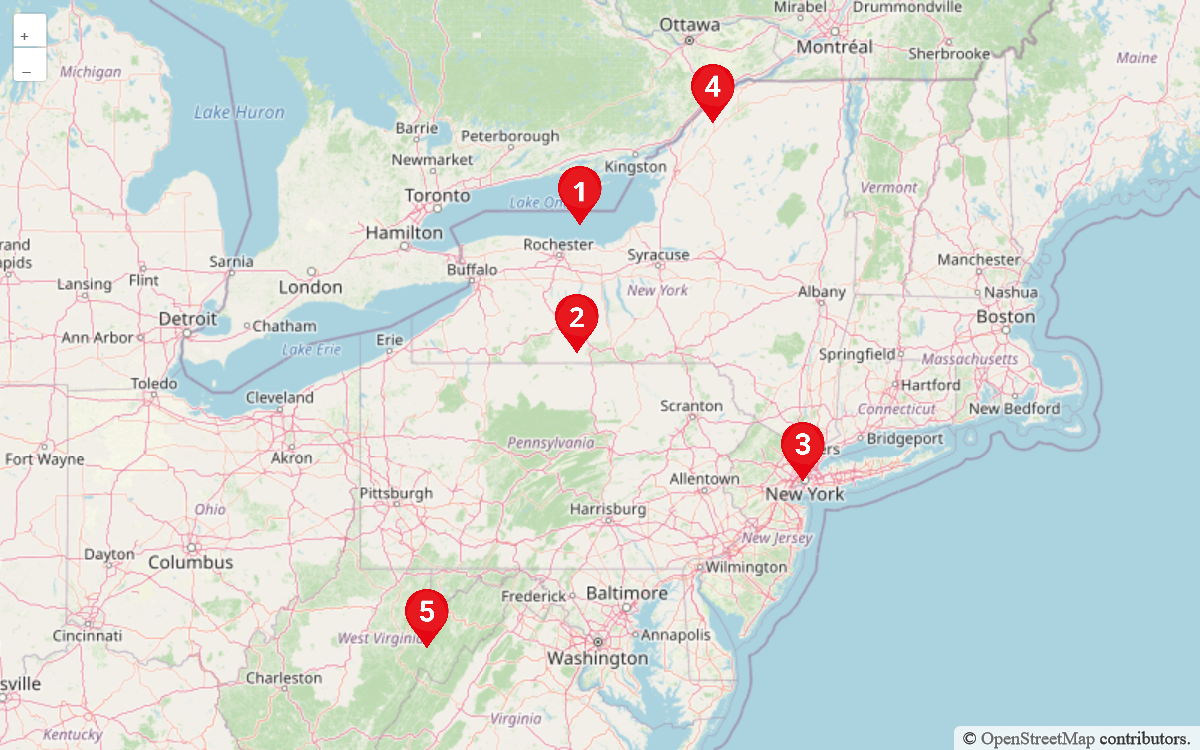 Mirabel
Drummondville
Ottawa
+
Montréal
Sherbrooke
Maine
Michigan
–
4
Lake Huron
Barrie
Peterborough
Newmarket
Kingston
Vermont
1
Toronto
Lake On
Hamilton
Rochester
rand
apids
Sarnia
Syracuse
Manchester
Buffalo
Flint
Lansing
London
New York
Albany
Nashua
2
Detroit
Chatham
Boston
Ann Arbor
Erie
Lake Erie
Springfield
Massachusetts
Toledo
Hartford
Cleveland
Scranton
Connecticut
New Bedford
Pennsylvania
Bridgeport
3
ers
Fort Wayne
Akron
Allentown
Pittsburgh
New York
Ohio
Harrisburg
New Jersey
Dayton
Columbus
Wilmington
Frederick
Baltimore
5
Cincinnati
West Virginia
Annapolis
Washington
Charleston
sville
Virginia
Kentucky
© OpenStreetMap contributors.